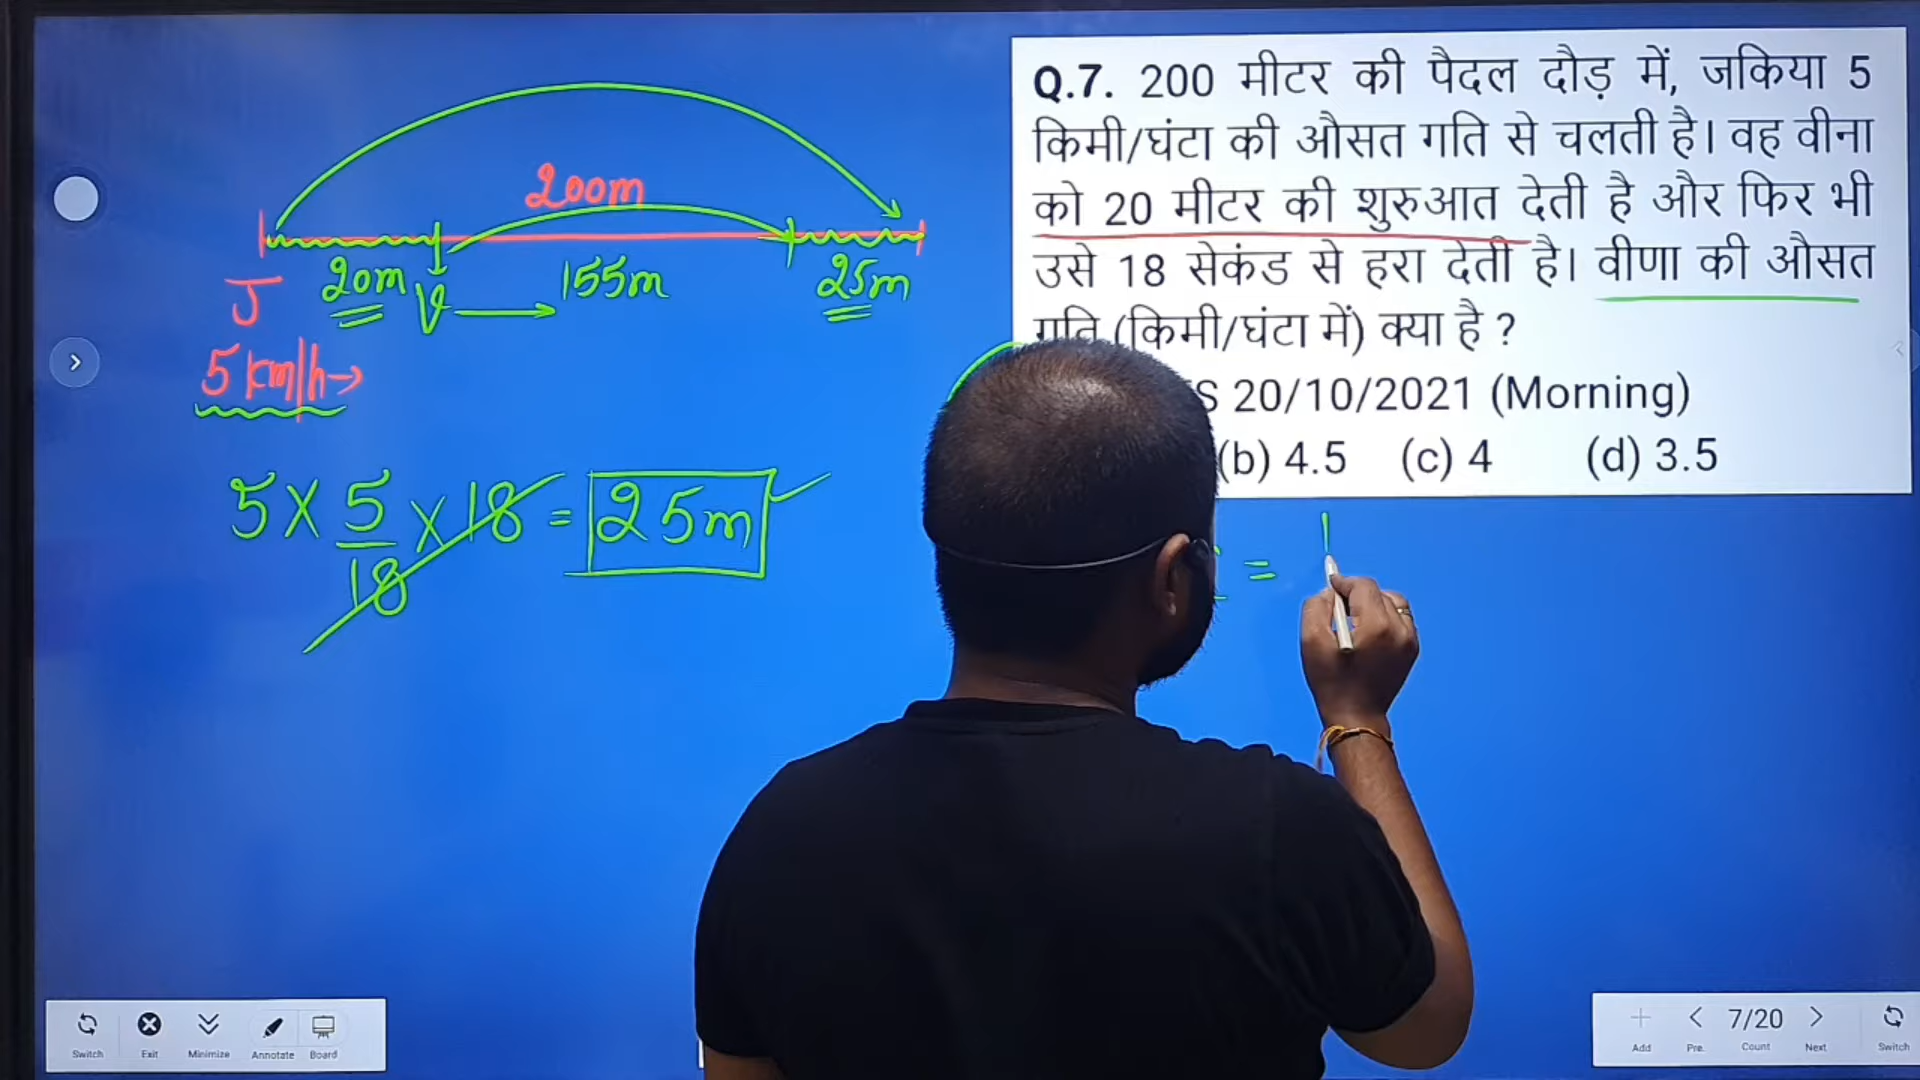 Q.7. 200 मीटर की पैदल दौड़ में, जकिया 5
किमी/घंटा की औसत गति से चलती है। वह वीना
को 20 मीटर की शुरुआत देती है और फिर भी
उसे 18 सेकंड से हरा देती है। वीणा की औसत
गति (किमी/घंटा में) क्या है ?
S 20/10/2021 (Morning)
(b) 4.5 (c) 4 (d) 3.5
200m
20m 155m 25m
J V
5 km/h
5 × 5/18 × 18 = 25m
=
Switch Exit Minimize Annotate Board
7/20
Add Pre. Count Next Switch